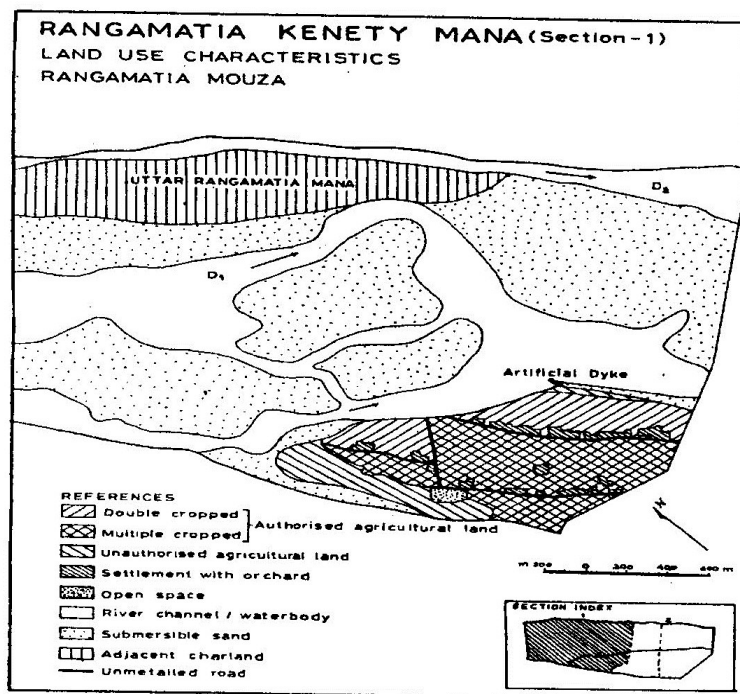 RANGAMATIA KENETY MANA (Section-1)
LAND USE CHARACTERISTICS
RANGAMATIA MOUZA
UTTAR RANGAMATIA MANA
D2
D1
Artificial Dyke
REFERENCES
Double cropped
Multiple cropped
Authorised agricultural land
Unauthorised agricultural land
Settlement with orchard
Open space
River channel / waterbody
Submersible sand
Adjacent charland
Unmetalled road
N
m 200 0 200 400 600 m
SECTION INDEX